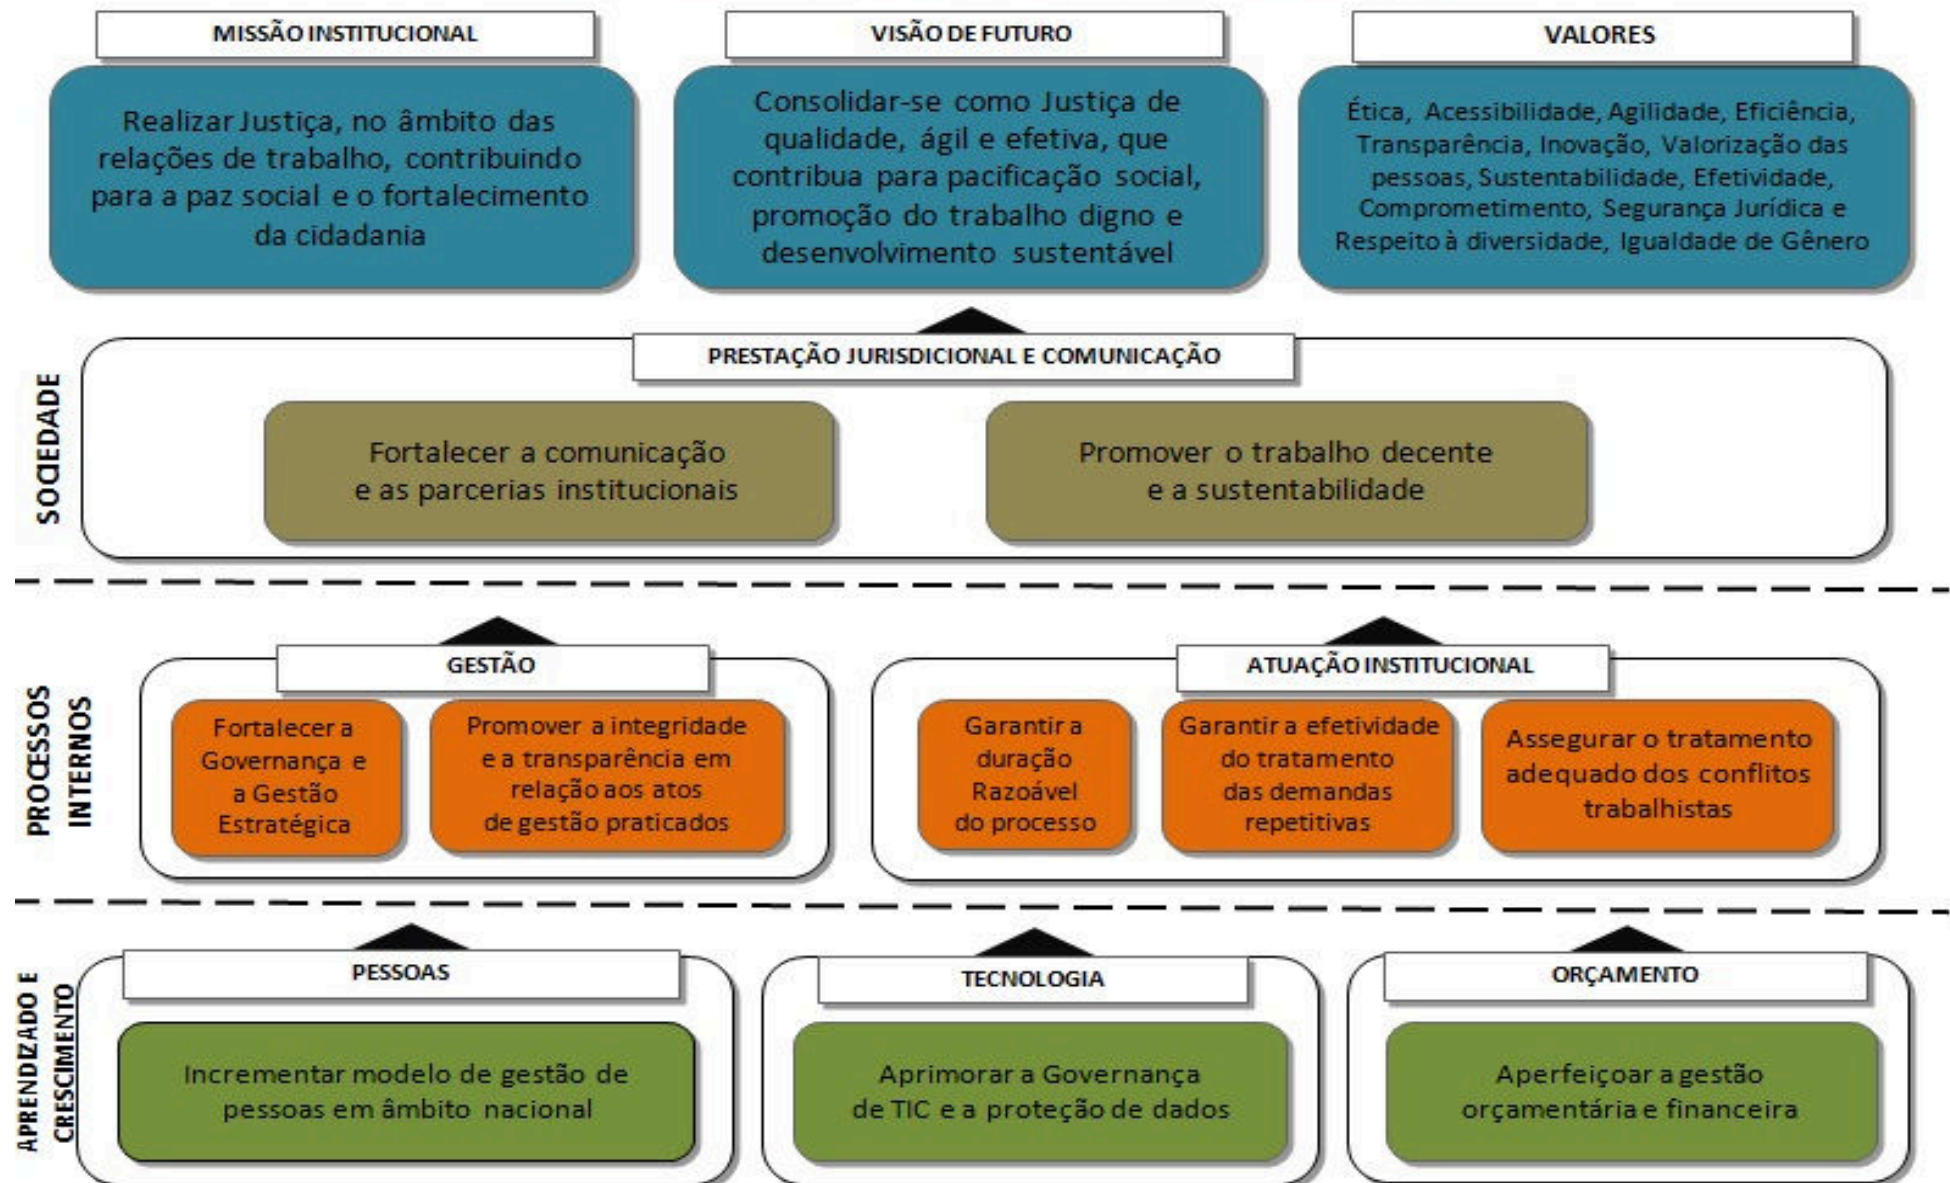 MISSÃO INSTITUCIONAL
Realizar Justiça, no âmbito das
relações de trabalho, contribuindo
para a paz social e o fortalecimento
da cidadania
VISÃO DE FUTURO
Consolidar-se como Justiça de
qualidade, ágil e efetiva, que
contribua para pacificação social,
promoção do trabalho digno e
desenvolvimento sustentável
VALORES
Ética, Acessibilidade, Agilidade, Eficiência,
Transparência, Inovação, Valorização das
pessoas, Sustentabilidade, Efetividade,
Comprometimento, Segurança Jurídica e
Respeito à diversidade, Igualdade de Gênero
SOCIEDADE
PRESTAÇÃO JURISDICIONAL E COMUNICAÇÃO
Fortalecer a comunicação
e as parcerias institucionais
Promover o trabalho decente
e a sustentabilidade
PROCESSOS
INTERNOS
GESTÃO
Fortalecer a
Governança e
a Gestão
Estratégica
Promover a integridade
e a transparência em
relação aos atos
de gestão praticados
ATUAÇÃO INSTITUCIONAL
Garantir a
duração
Razoável
do processo
Garantir a efetividade
do tratamento
das demandas
repetitivas
Assegurar o tratamento
adequado dos conflitos
trabalhistas
APRENDIZADO E
CRESCIMENTO
PESSOAS
Incrementar modelo de gestão de
pessoas em âmbito nacional
TECNOLOGIA
Aprimorar a Governança
de TIC e a proteção de dados
ORÇAMENTO
Aperfeiçoar a gestão
orçamentária e financeira